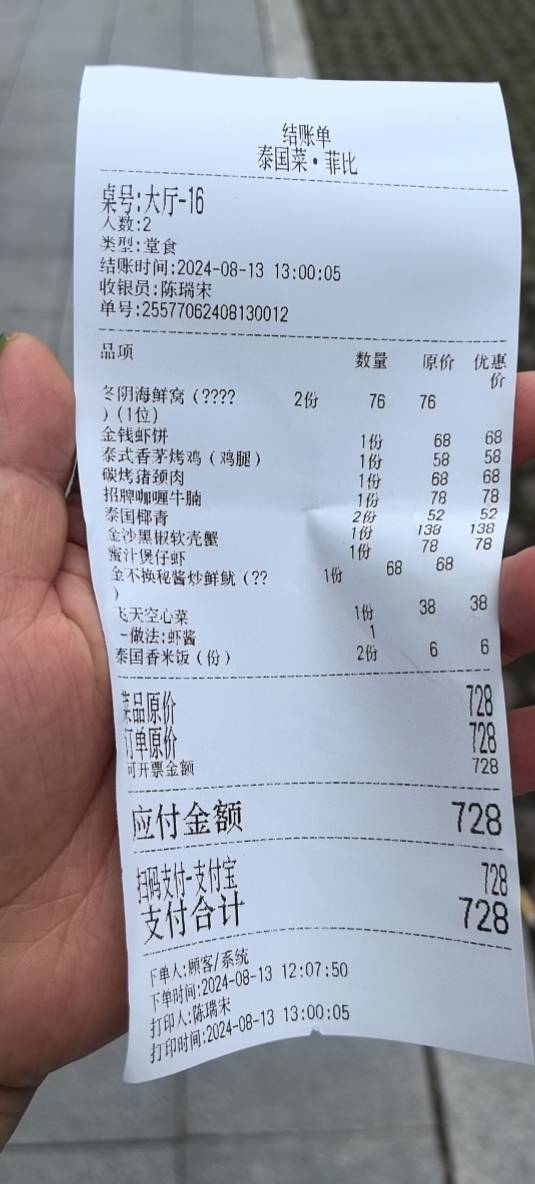 结账单
泰国菜·菲比
桌号:大厅-16
人数:2
类型:堂食
结账时间:2024-08-13 13:00:05
收银员:陈瑞宋
单号:25577062408130012
品项 数量 原价 优惠价
冬阴海鲜窝（???? 2份 76 76
）(1位)
金钱虾饼 1份 68 68
泰式香茅烤鸡（鸡腿） 1份 58 58
碳烤猪颈肉 1份 68 68
招牌咖喱牛腩 1份 78 78
泰国椰青 2份 52 52
金沙黑椒软壳蟹 1份 138 138
蜜汁煲仔虾 1份 78 78
金不换秘酱炒鲜鱿（?? 1份 68 68
）
飞天空心菜 1份 38 38
-做法:虾酱 1
泰国香米饭（份） 2份 6 6
菜品原价 728
订单原价 728
可开票金额 728
应付金额 728
扫码支付-支付宝 728
支付合计 728
下单人:顾客/系统
下单时间:2024-08-13 12:07:50
打印人:陈瑞宋
打印时间:2024-08-13 13:00:05